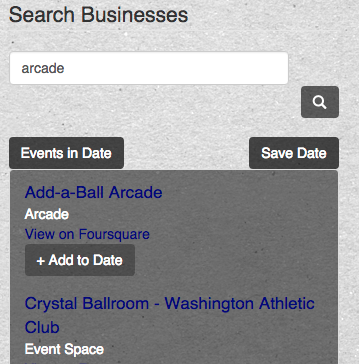 Search Businesses
arcade
Events in Date
Save Date
Add-a-Ball Arcade
Arcade
View on Foursquare
+ Add to Date
Crystal Ballroom - Washington Athletic
Club
Event Space